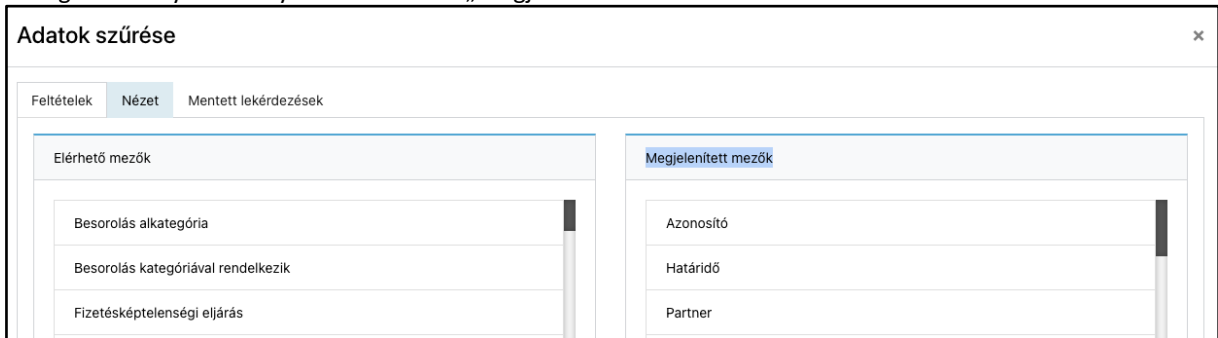 Adatok szűrése
×
Feltételek Nézet Mentett lekérdezések
Elérhető mezők
Besorolás alkategória
Besorolás kategóriával rendelkezik
Fizetésképtelenségi eljárás
Megjelenített mezők
Azonosító
Határidő
Partner